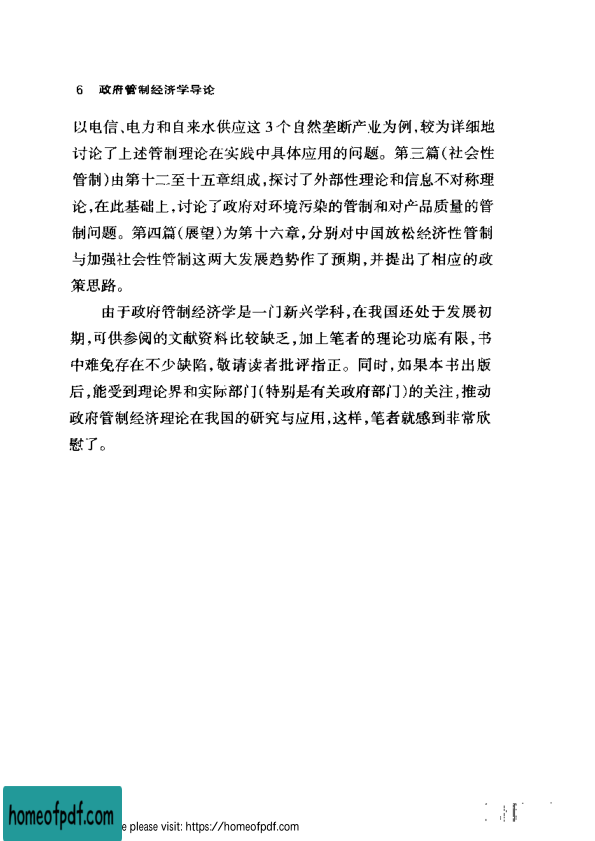 6 政府管制经济学导论
以电信、电力和自来水供应这3个自然垄断产业为例,较为详细地
讨论了上述管制理论在实践中具体应用的问题。第三篇(社会性
管制)由第十二至十五章组成,探讨了外部性理论和信息不对称理
论,在此基础上,讨论了政府对环境污染的管制和对产品质量的管
制问题。第四篇(展望)为第十六章,分别对中国放松经济性管制
与加强社会性管制这两大发展趋势作了预期,并提出了相应的政
策思路。
由于政府管制经济学是一门新兴学科,在我国还处于发展初
期,可供参阅的文献资料比较缺乏,加上笔者的理论功底有限,书
中难免存在不少缺陷,敬请读者批评指正。同时,如果本书出版
后,能受到理论界和实际部门(特别是有关政府部门)的关注,推动
政府管制经济理论在我国的研究与应用,这样,笔者就感到非常欣
慰了。
homeofpdf.com
e please visit: https://homeofpdf.com